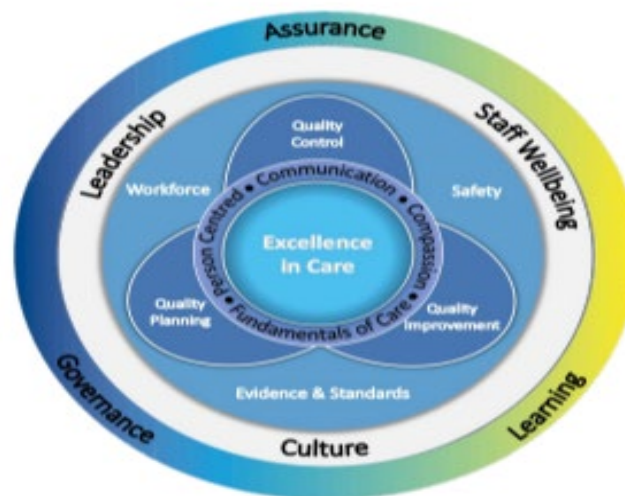 Assurance
Leadership
Staff Wellbeing
Quality
Control
Workforce
Safety
Person Centred • Communication • Compassion • Fundamentals of Care •
Excellence
in Care
Quality
Planning
Quality
Improvement
Evidence & Standards
Governance
Culture
Learning